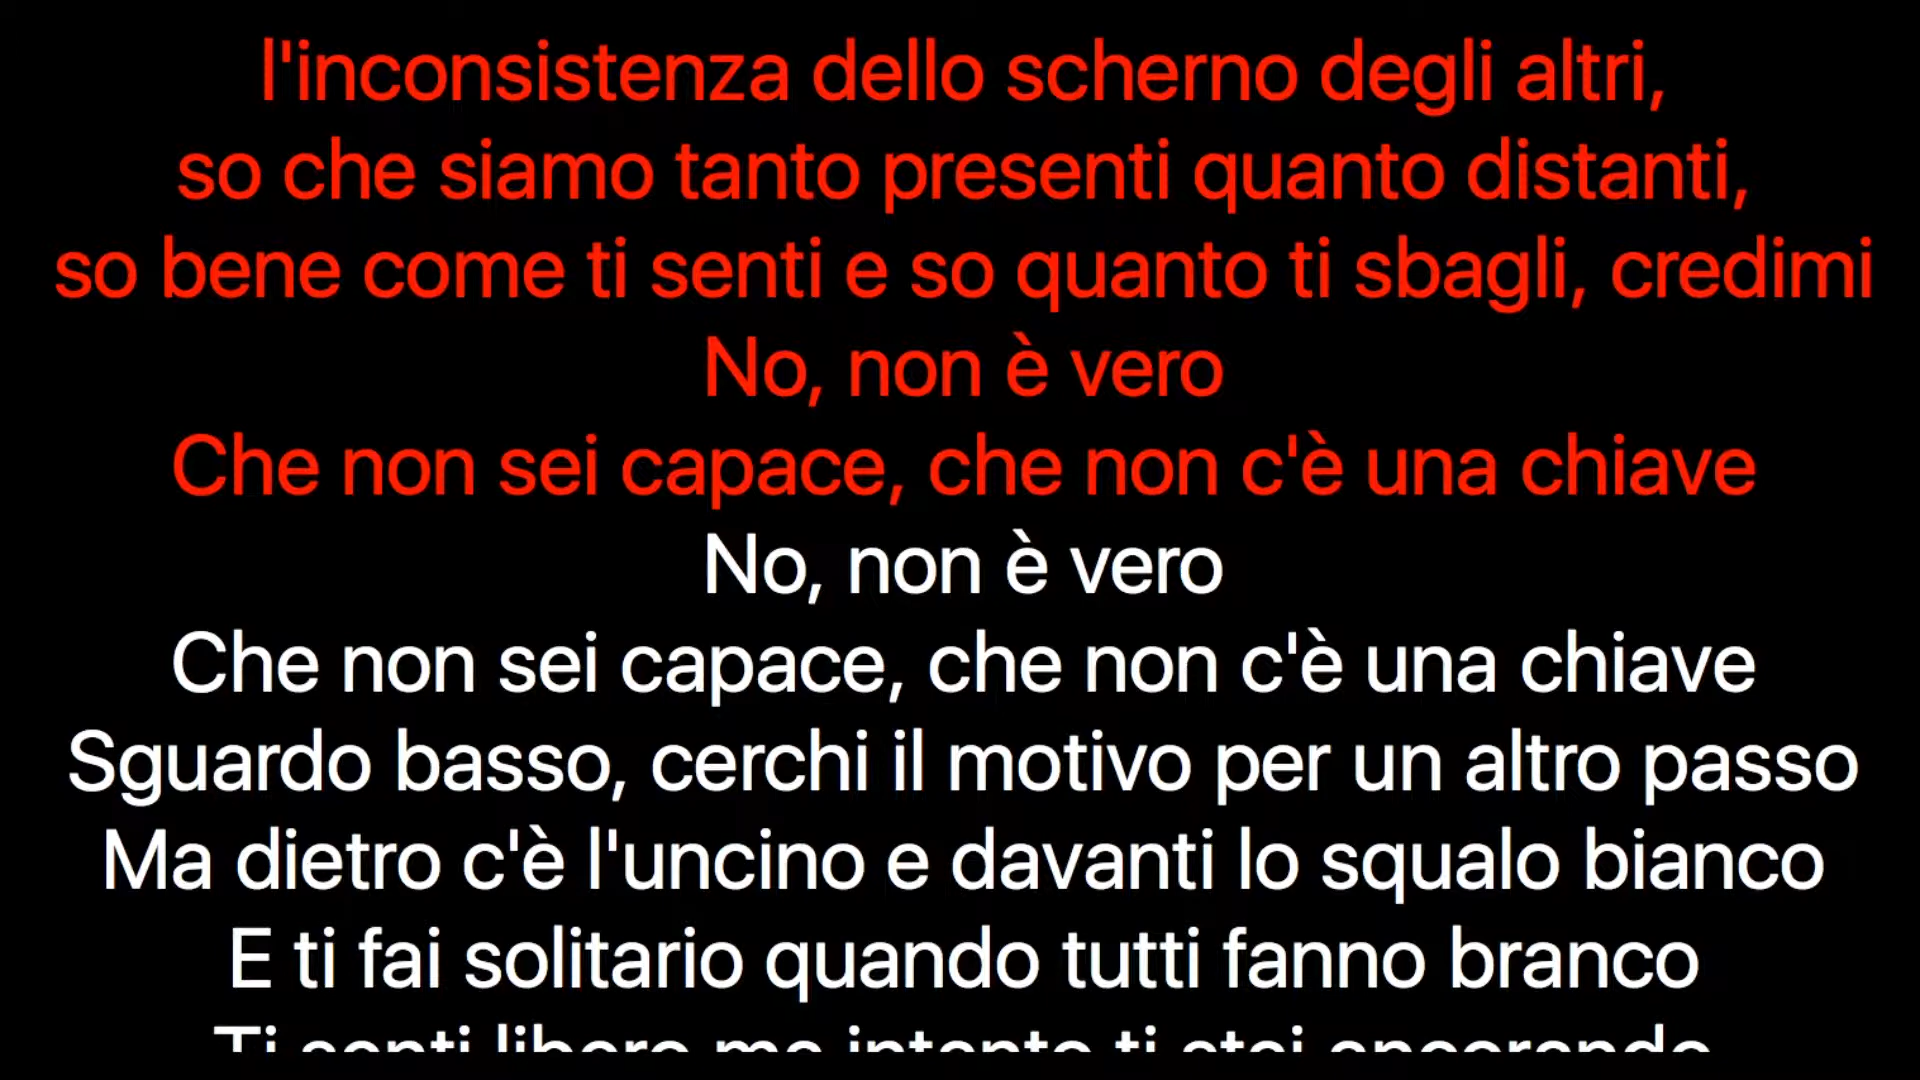 l'inconsistenza dello scherno degli altri,
so che siamo tanto presenti quanto distanti,
so bene come ti senti e so quanto ti sbagli, credimi
No, non è vero
Che non sei capace, che non c'è una chiave
No, non è vero
Che non sei capace, che non c'è una chiave
Sguardo basso, cerchi il motivo per un altro passo
Ma dietro c'è l'uncino e davanti lo squalo bianco
E ti fai solitario quando tutti fanno branco
Ti senti libero ma intanto ti stai ancorando